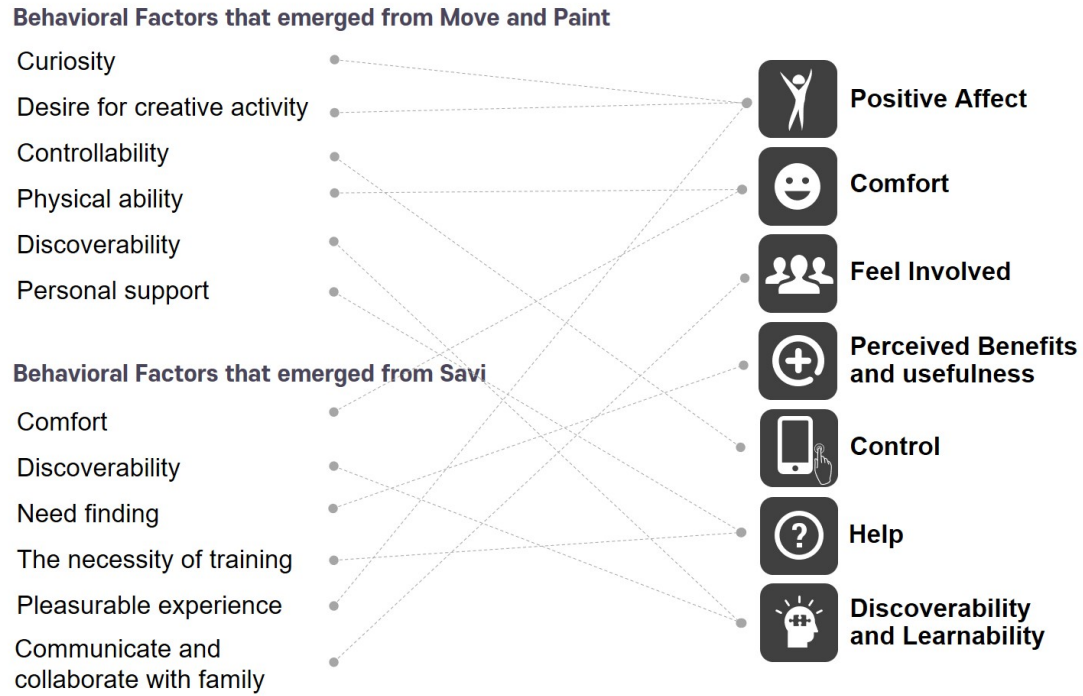 Behavioral Factors that emerged from Move and Paint
Curiosity
Desire for creative activity
Controllability
Physical ability
Discoverability
Personal support
Behavioral Factors that emerged from Savi
Comfort
Discoverability
Need finding
The necessity of training
Pleasurable experience
Communicate and
collaborate with family
Positive Affect
Comfort
Feel Involved
Perceived Benefits
and usefulness
Control
?
Help
Discoverability
and Learnability